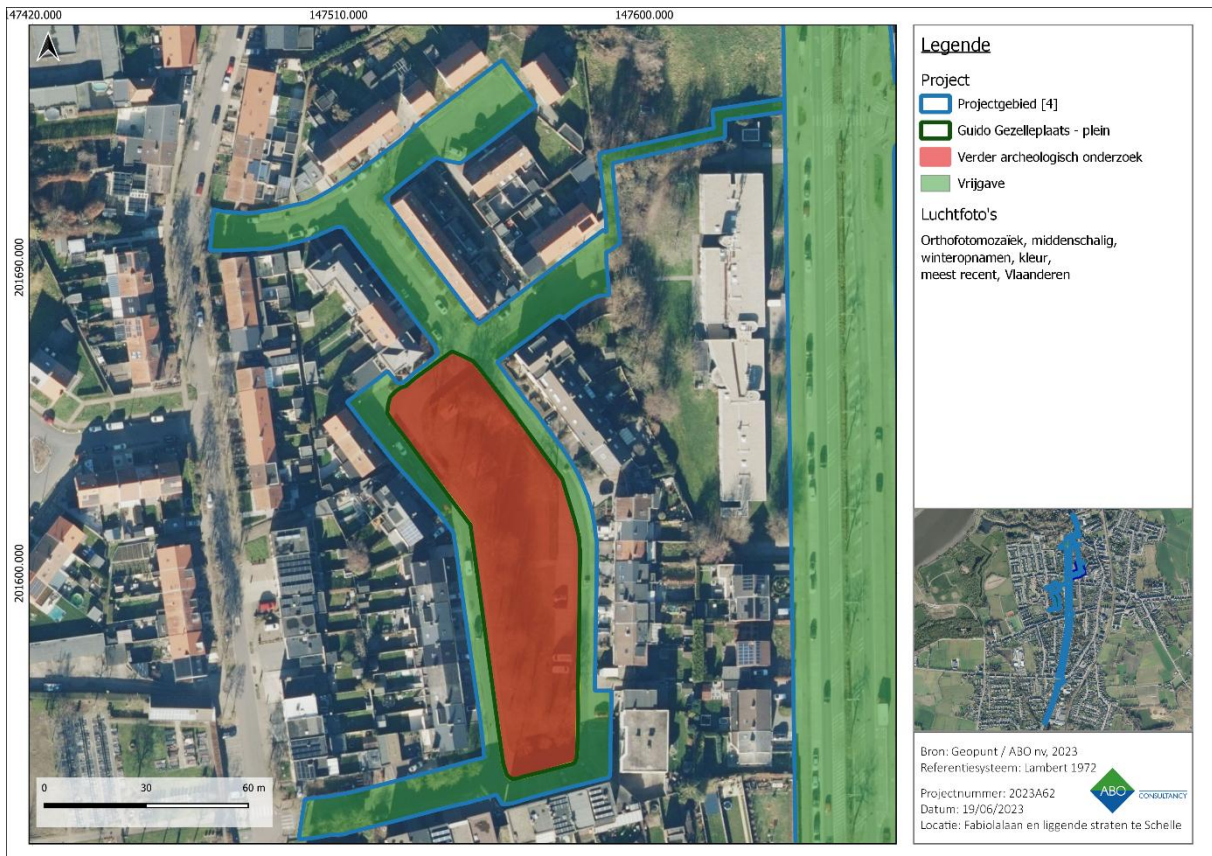 47420.000
147510.000
147600.000
201690.000
201600.000
0
30
60 m
Legende
Project
Projectgebied [4]
Guido Gezelleplaats - plein
Verder archeologisch onderzoek
Vrijgave
Luchtfoto's
Orthofotomozaïek, middenschalig,
winteropnamen, kleur,
meest recent, Vlaanderen
Bron: Geopunt / ABO nv, 2023
Referentiesysteem: Lambert 1972
Projectnummer: 2023A62
Datum: 19/06/2023
Locatie: Fabiolalaan en liggende straten te Schelle
ABO
CONSULTANCY